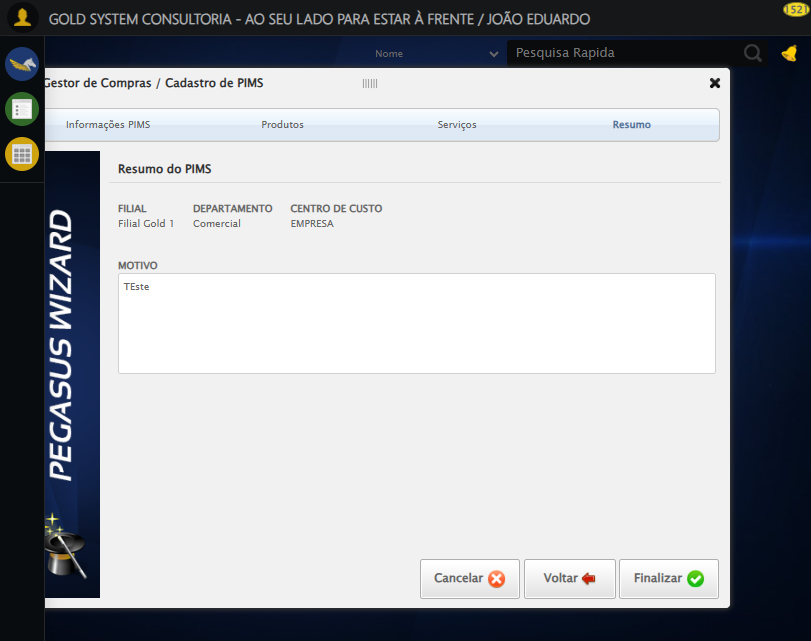 GOLD SYSTEM CONSULTORIA - AO SEU LADO PARA ESTAR À FRENTE / JOÃO EDUARDO
1521
Nome
Pesquisa Rapida
Gestor de Compras / Cadastro de PIMS
Informações PIMS
Produtos
Serviços
Resumo
PEGASUS WIZARD
Resumo do PIMS
FILIAL DEPARTAMENTO CENTRO DE CUSTO
Filial Gold 1 Comercial EMPRESA
MOTIVO
TEste
Cancelar
Voltar
Finalizar